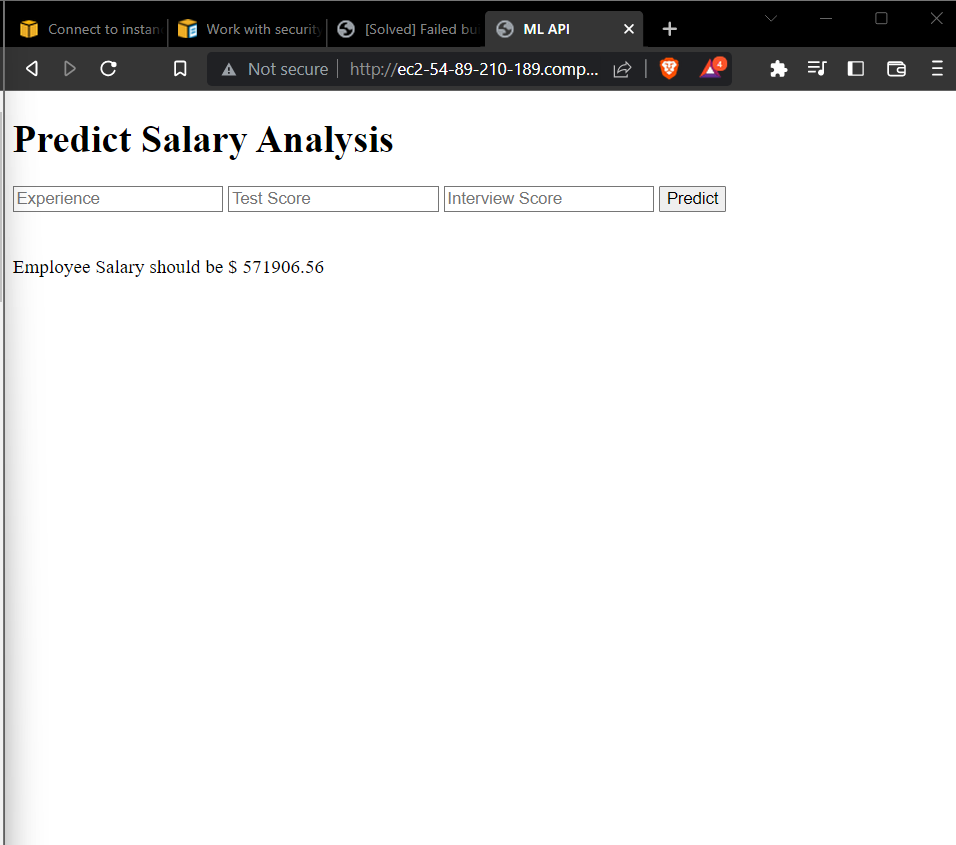 Connect to instan
Work with security
[Solved] Failed bui
ML API
Not secure
http://ec2-54-89-210-189.comp...
4
Predict Salary Analysis
Experience
Test Score
Interview Score
Predict
Employee Salary should be $ 571906.56